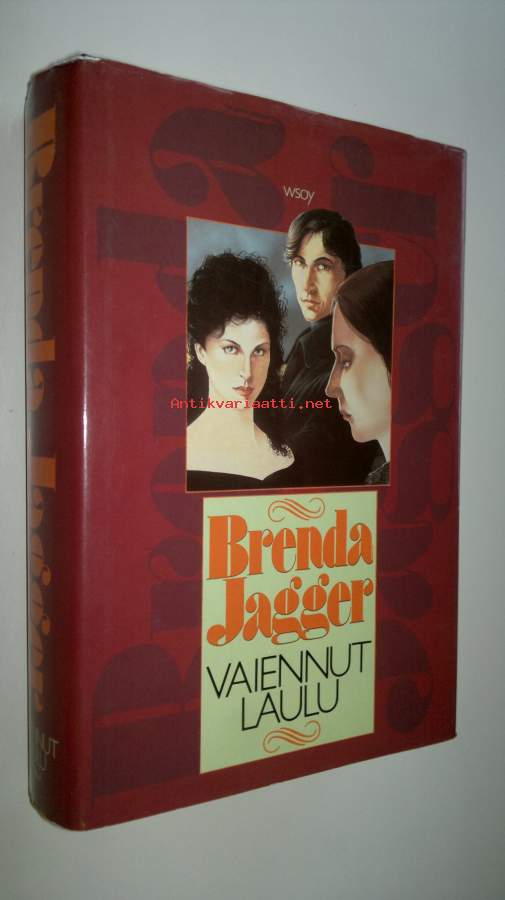 wsoy
Antikvariaatti.net
Brenda
Jagger
VAIENNUT
LAULU
Brenda Jagger